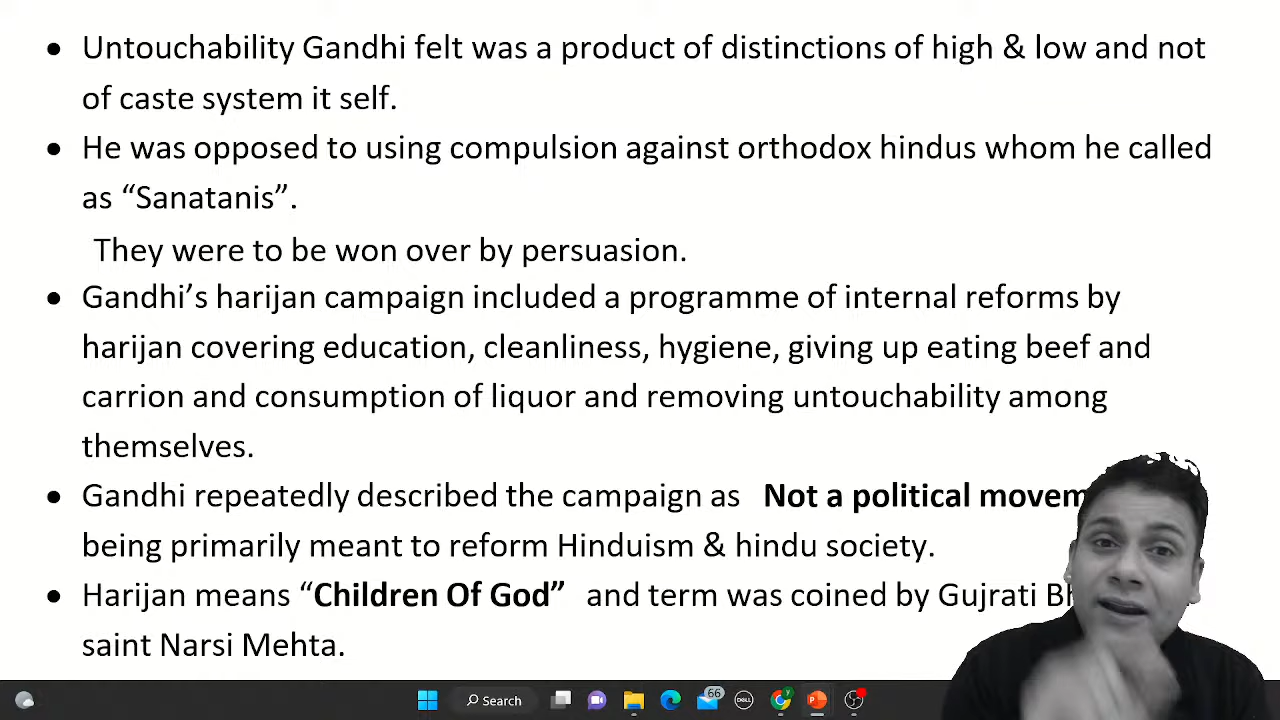 • Untouchability Gandhi felt was a product of distinctions of high & low and not
of caste system it self.
• He was opposed to using compulsion against orthodox hindus whom he called
as “Sanatanis”.
They were to be won over by persuasion.
• Gandhi’s harijan campaign included a programme of internal reforms by
harijan covering education, cleanliness, hygiene, giving up eating beef and
carrion and consumption of liquor and removing untouchability among
themselves.
• Gandhi repeatedly described the campaign as Not a political
being primarily meant to reform Hinduism & hindu society.
• Harijan means “Children Of God” and term was coined by Gujrati
saint Narsi Mehta.
Search
66
DELL